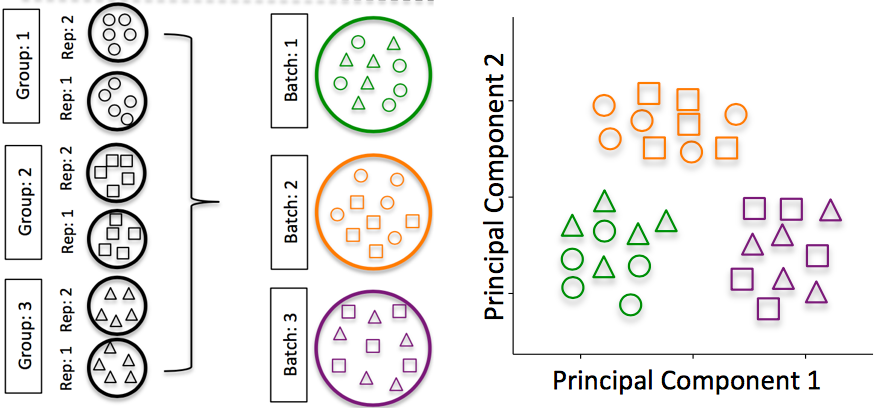 Group: 1
Rep: 2
Rep: 1
Group: 2
Rep: 2
Rep: 1
Group: 3
Rep: 2
Rep: 1
Batch: 1
Batch: 2
Batch: 3
Principal Component 2
Principal Component 1